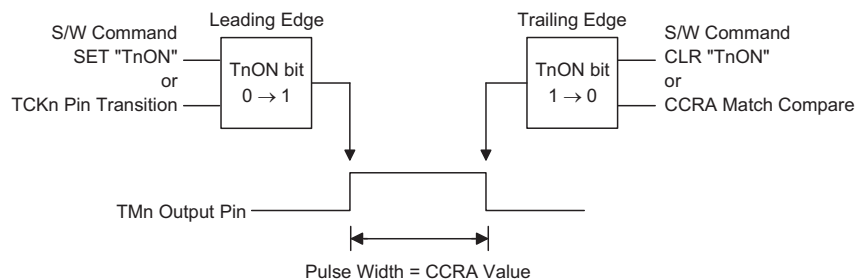 Leading Edge
S/W Command
SET "TnON"
or
TCKn Pin Transition
TnON bit
0 → 1
Trailing Edge
TnON bit
1 → 0
S/W Command
CLR "TnON"
or
CCRA Match Compare
TMn Output Pin
Pulse Width = CCRA Value